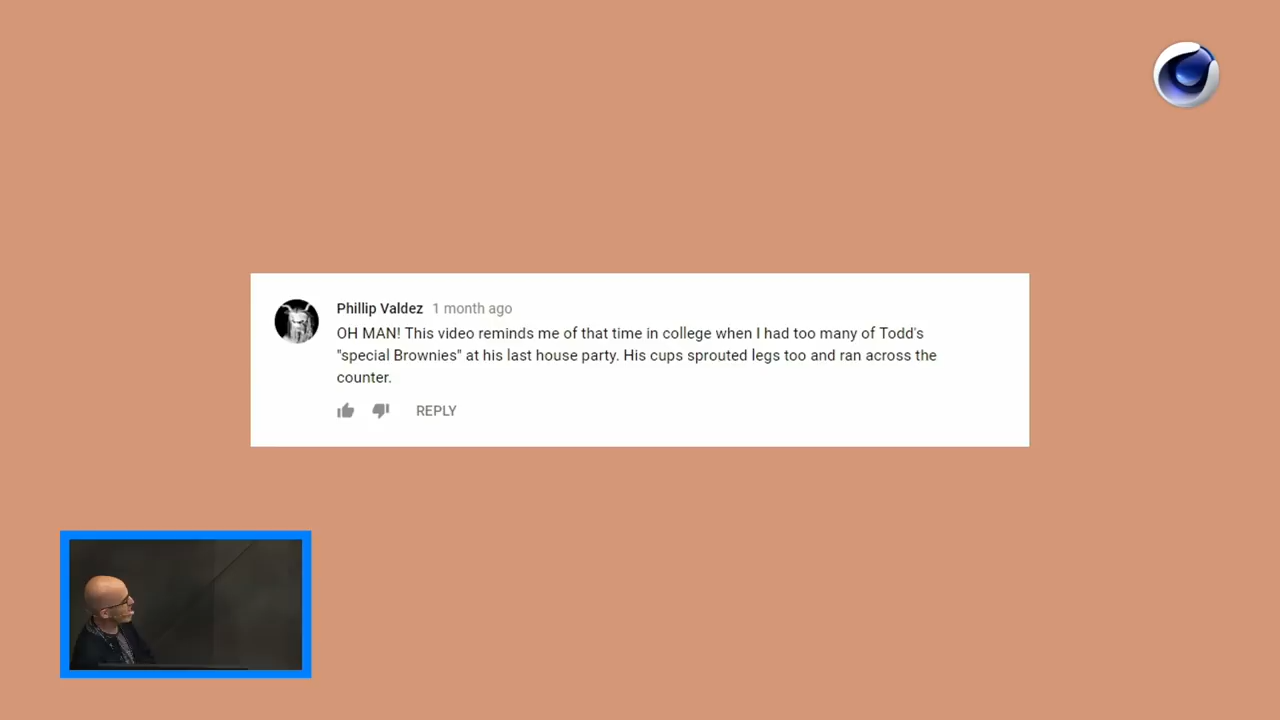 Phillip Valdez 1 month ago
OH MAN! This video reminds me of that time in college when I had too many of Todd's
"special Brownies" at his last house party. His cups sprouted legs too and ran across the
counter.
REPLY